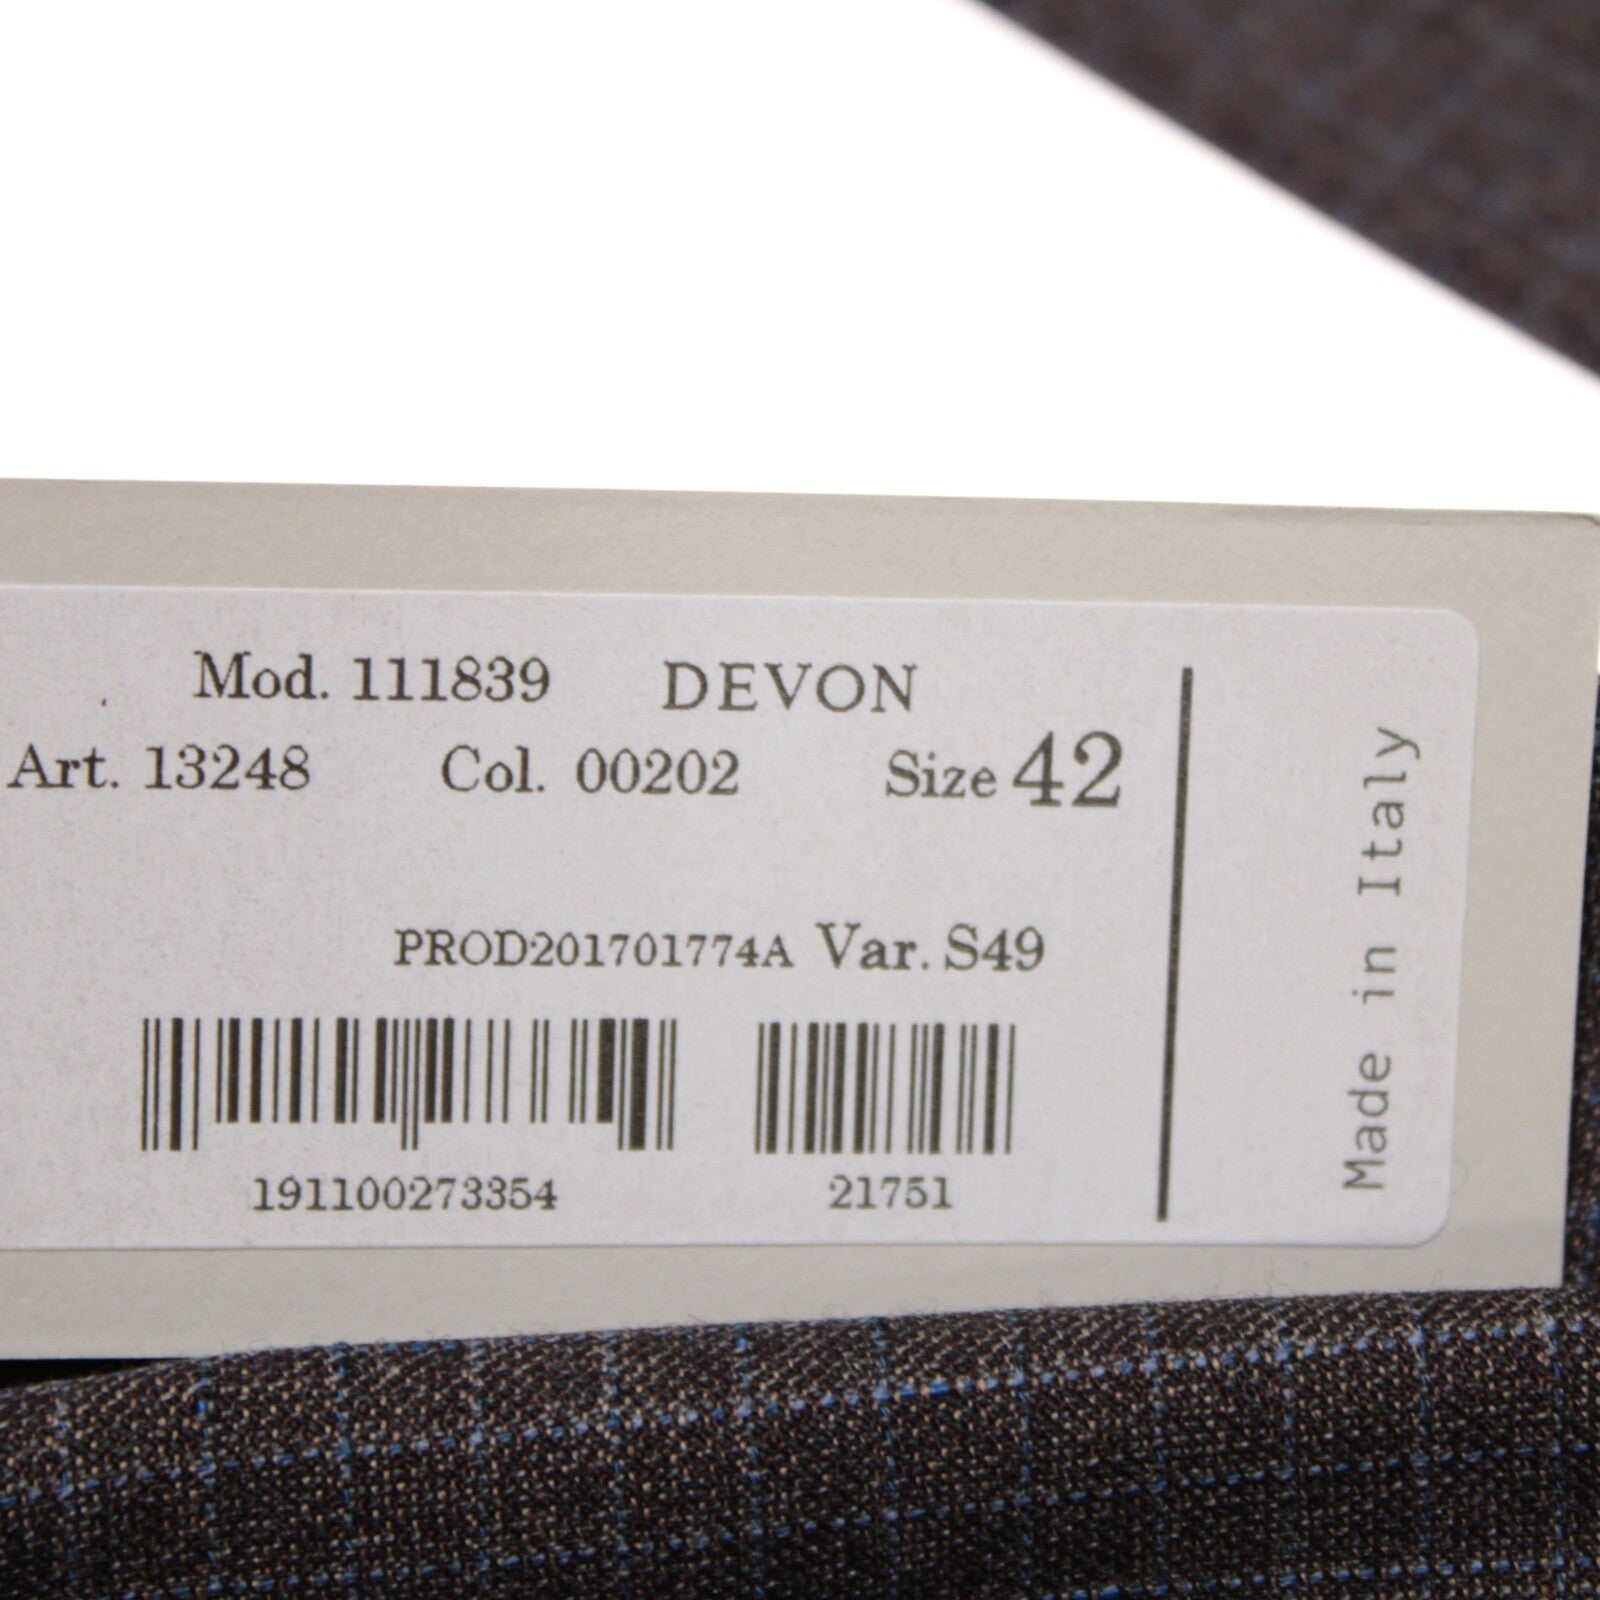 Mod. 111839 DEVON
Art. 13248 Col. 00202 Size 42
PROD201701774A Var. S49
191100273354 21751
Made in Italy